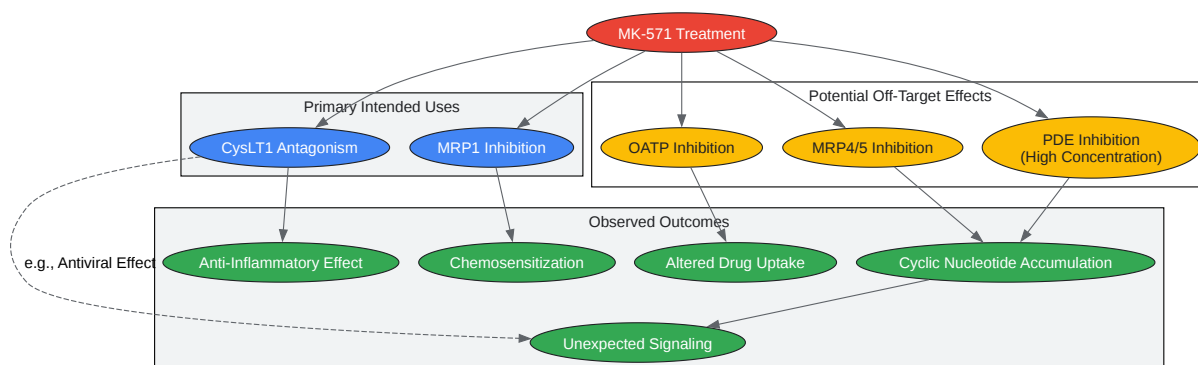 MK-571 Treatment
Primary Intended Uses
Potential Off-Target Effects
CysLT1 Antagonism
MRP1 Inhibition
OATP Inhibition
MRP4/5 Inhibition
PDE Inhibition
(High Concentration)
Observed Outcomes
e.g., Antiviral Effect
Anti-Inflammatory Effect
Chemosensitization
Altered Drug Uptake
Cyclic Nucleotide Accumulation
Unexpected Signaling